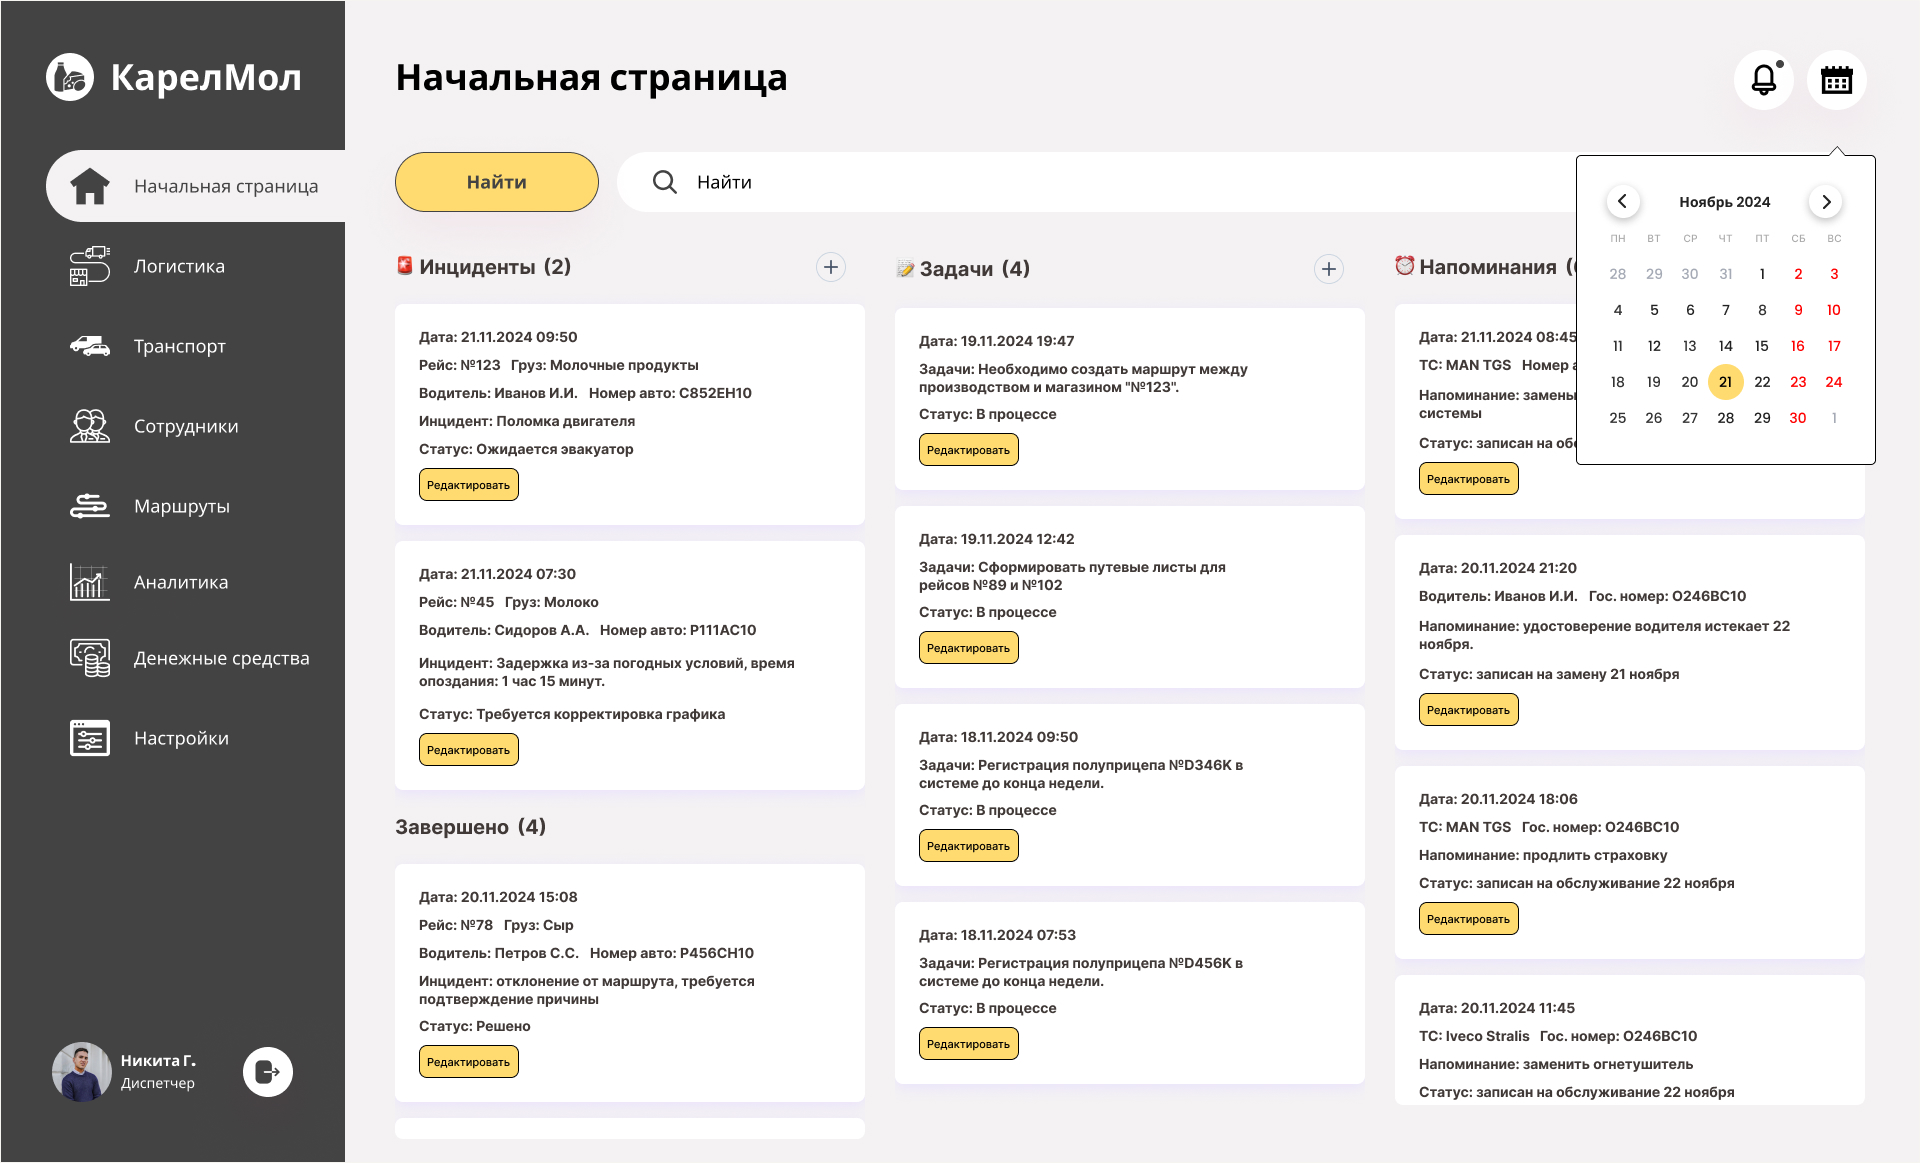 КарелМол
Начальная страница
Логистика
Транспорт
Сотрудники
Маршруты
Аналитика
Денежные средства
Настройки
Никита Г.
Диспетчер
Начальная страница
Найти
Найти
Инциденты (2)
Дата: 21.11.2024 09:50
Рейс: №123 Груз: Молочные продукты
Водитель: Иванов И.И. Номер авто: С852ЕН10
Инцидент: Поломка двигателя
Статус: Ожидается эвакуатор
Редактировать
Дата: 21.11.2024 07:30
Рейс: №45 Груз: Молоко
Водитель: Сидоров А.А. Номер авто: Р111АС10
Инцидент: Задержка из-за погодных условий, время
опоздания: 1 час 15 минут.
Статус: Требуется корректировка графика
Редактировать
Завершено (4)
Дата: 20.11.2024 15:08
Рейс: №78 Груз: Сыр
Водитель: Петров С.С. Номер авто: Р456СН10
Инцидент: отклонение от маршрута, требуется
подтверждение причины
Статус: Решено
Редактировать
Задачи (4)
Дата: 19.11.2024 19:47
Задачи: Необходимо создать маршрут между
производством и магазином "№123".
Статус: В процессе
Редактировать
Дата: 19.11.2024 12:42
Задачи: Сформировать путевые листы для
рейсов №89 и №102
Статус: В процессе
Редактировать
Дата: 18.11.2024 09:50
Задачи: Регистрация полуприцепа №D346K в
системе до конца недели.
Статус: В процессе
Редактировать
Дата: 18.11.2024 07:53
Задачи: Регистрация полуприцепа №D456K в
системе до конца недели.
Статус: В процессе
Редактировать
Напоминания
Дата: 21.11.2024 08:45
ТС: MAN TGS Номер
Напоминание: замены
системы
Статус: записан на
Редактировать
Дата: 20.11.2024 21:20
Водитель: Иванов И.И. Гос. номер: О246ВС10
Напоминание: удостоверение водителя истекает 22
ноября.
Статус: записан на замену 21 ноября
Редактировать
Дата: 20.11.2024 18:06
ТС: MAN TGS Гос. номер: О246ВС10
Напоминание: продлить страховку
Статус: записан на обслуживание 22 ноября
Редактировать
Дата: 20.11.2024 11:45
ТС: Iveco Stralis Гос. номер: О246ВС10
Напоминание: заменить огнетушитель
Статус: записан на обслуживание 22 ноября
Ноябрь 2024
ПН ВТ СР ЧТ ПТ СБ ВС
28 29 30 31 1 2 3
4 5 6 7 8 9 10
11 12 13 14 15 16 17
18 19 20 21 22 23 24
25 26 27 28 29 30 1